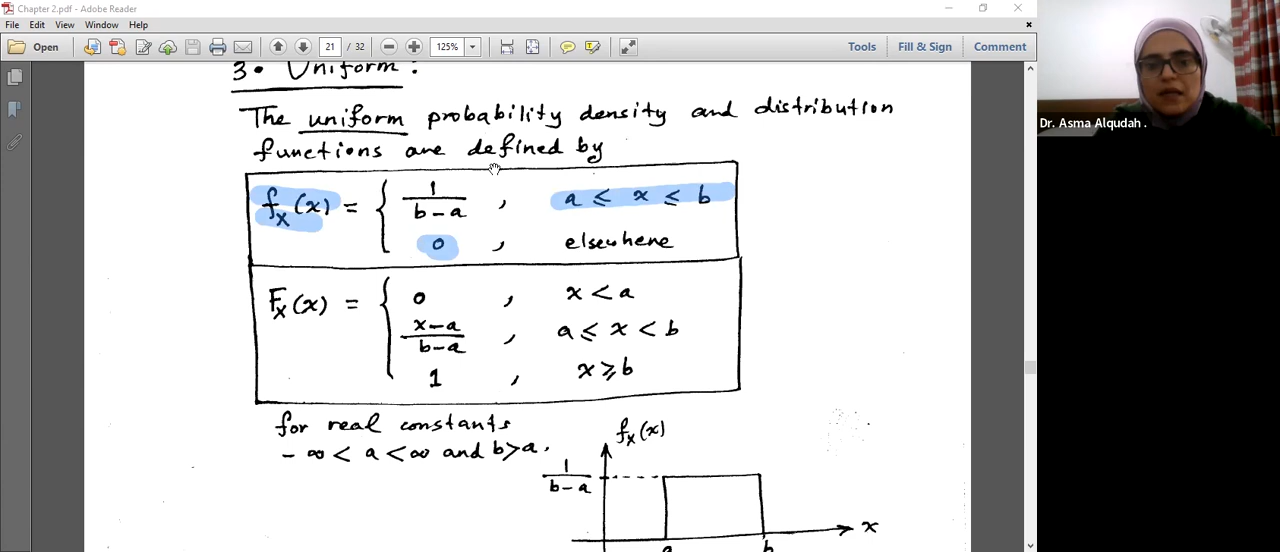 Chapter 2.pdf - Adobe Reader
File Edit View Window Help
Open 21 / 32 125% Tools Fill & Sign Comment
Dr. Asma Alqudah .
3. Uniform :
The uniform probability density and distribution
functions are defined by
fx(x) = { 1/(b-a) , a ≤ x ≤ b
0 , elsewhere
Fx(x) = { 0 , x < a
(x-a)/(b-a) , a ≤ x < b
1 , x ≥ b
for real constants
-∞ < a < ∞ and b > a.
fx(x)
1/(b-a)
x
a b